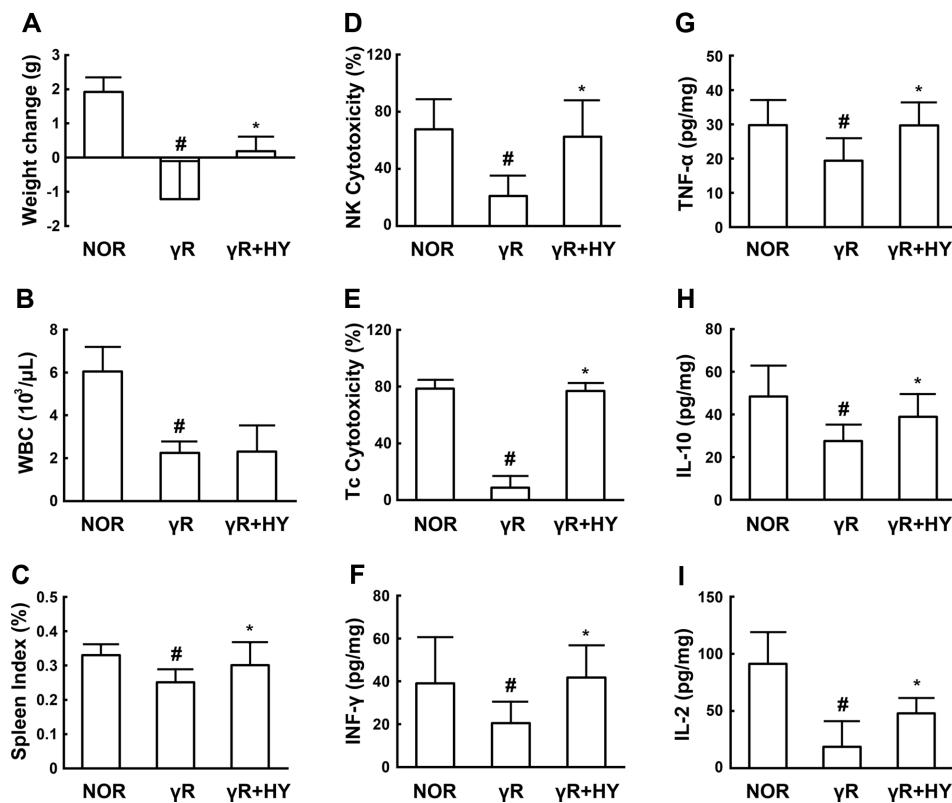 A
Weight change (g)
3
2
1
0
-1
-2
#
*
NOR γR γR+HY
B
WBC (10³/μL)
8
6
4
2
0
#
NOR γR γR+HY
C
Spleen Index (%)
0.5
0.4
0.3
0.2
0.1
0
#
*
NOR γR γR+HY
D
NK Cytotoxicity (%)
120
80
40
0
#
*
NOR γR γR+HY
E
Tc Cytotoxicity (%)
120
80
40
0
#
*
NOR γR γR+HY
F
INF-γ (pg/mg)
80
60
40
20
0
#
*
NOR γR γR+HY
G
TNF-α (pg/mg)
50
40
30
20
10
0
#
*
NOR γR γR+HY
H
IL-10 (pg/mg)
80
60
40
20
0
#
*
NOR γR γR+HY
I
IL-2 (pg/mg)
150
100
50
0
#
*
NOR γR γR+HY